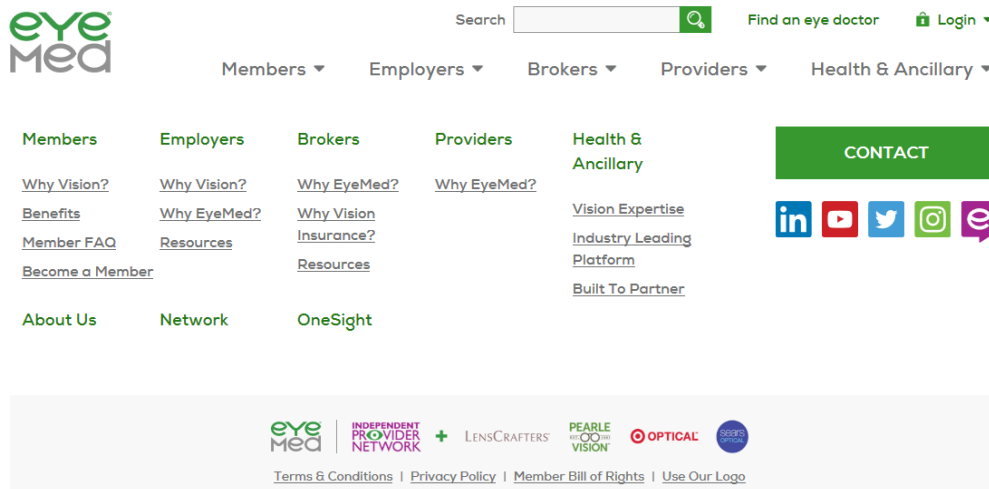 eye
med
Search
Find an eye doctor
Login
Members
Employers
Brokers
Providers
Health & Ancillary
Members
Why Vision?
Benefits
Member FAQ
Become a Member
Employers
Why Vision?
Why EyeMed?
Resources
Brokers
Why EyeMed?
Why Vision
Insurance?
Resources
Providers
Why EyeMed?
Health &
Ancillary
Vision Expertise
Industry Leading
Platform
Built To Partner
CONTACT
in
e
About Us
Network
OneSight
eye
med
INDEPENDENT
PROVIDER
NETWORK
+
LENSCRAFTERS
PEARLE
VISION
OPTICAL
sears
OPTICAL
Terms & Conditions | Privacy Policy | Member Bill of Rights | Use Our Logo